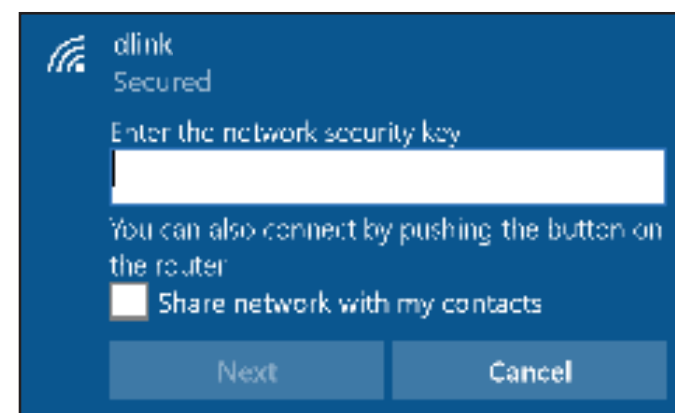 dlink
Secured
Enter the network security key
You can also connect by pushing the button on
the router
Share network with my contacts
Next
Cancel